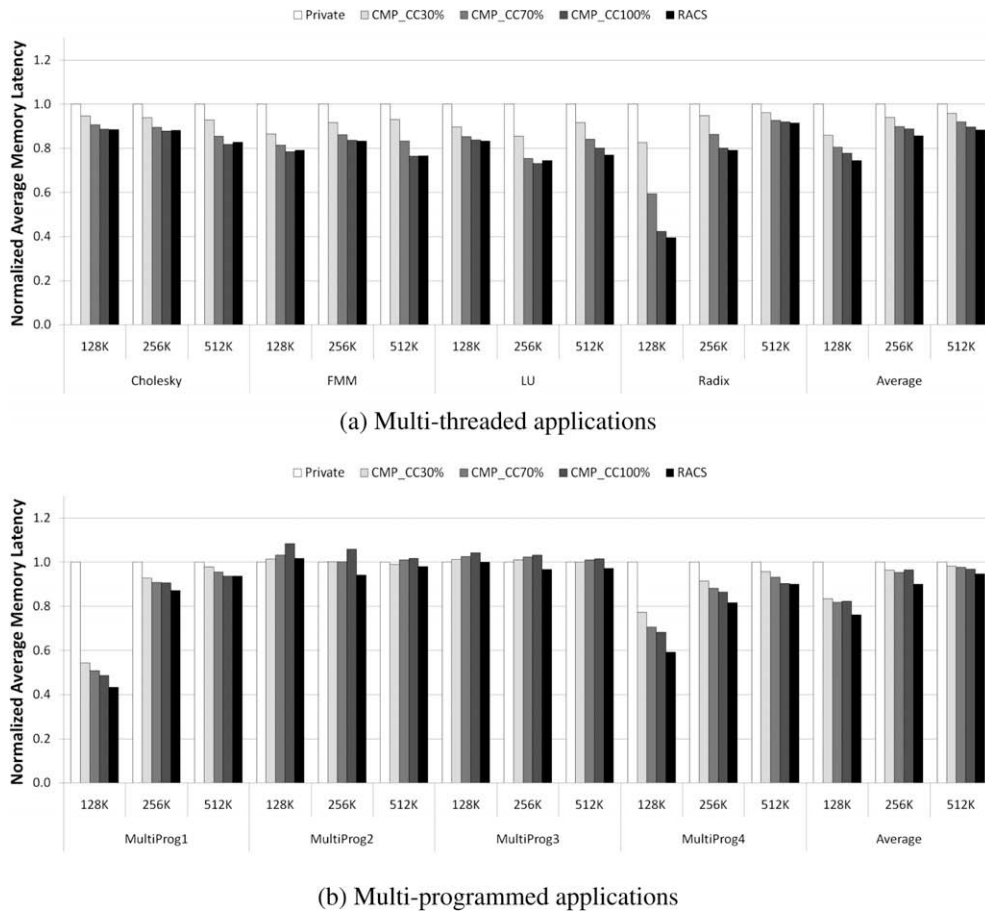 Private CMP_CC30% CMP_CC70% CMP_CC100% RACS
Normalized Average Memory Latency
1.2
1.0
0.8
0.6
0.4
0.2
0.0
128K 256K 512K 128K 256K 512K 128K 256K 512K 128K 256K 512K 128K 256K 512K
Cholesky FMM LU Radix Average
(a) Multi-threaded applications
Private CMP_CC30% CMP_CC70% CMP_CC100% RACS
Normalized Average Memory Latency
1.2
1.0
0.8
0.6
0.4
0.2
0.0
128K 256K 512K 128K 256K 512K 128K 256K 512K 128K 256K 512K 128K 256K 512K
MultiProg1 MultiProg2 MultiProg3 MultiProg4 Average
(b) Multi-programmed applications